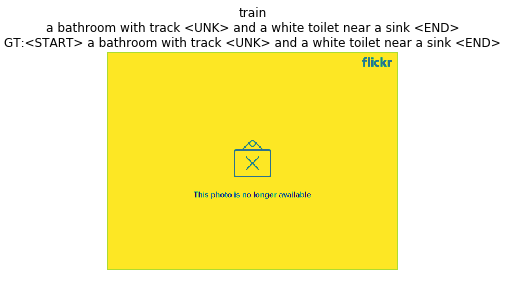 train
a bathroom with track <UNK> and a white toilet near a sink <END>
GT:<START> a bathroom with track <UNK> and a white toilet near a sink <END>
flickr
This photo is no longer available